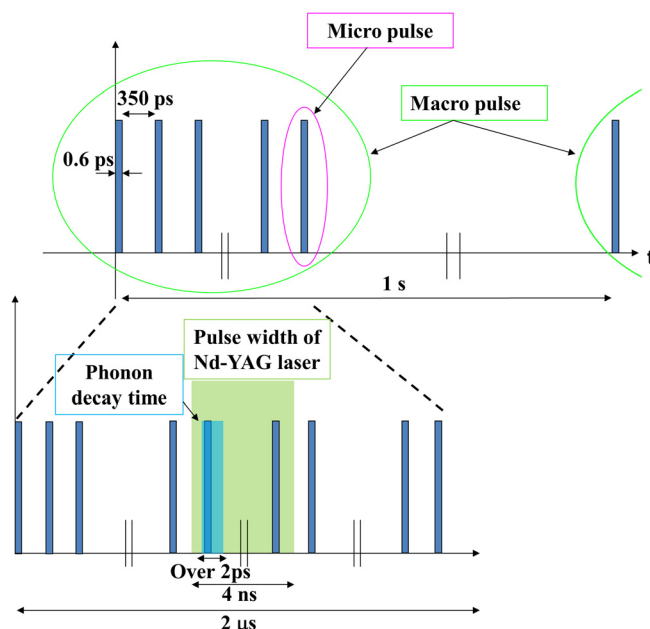 Micro pulse
350 ps
Macro pulse
0.6 ps
t
1 s
Pulse width of
Nd-YAG laser
Phonon
decay time
Over 2ps
4 ns
2 μs